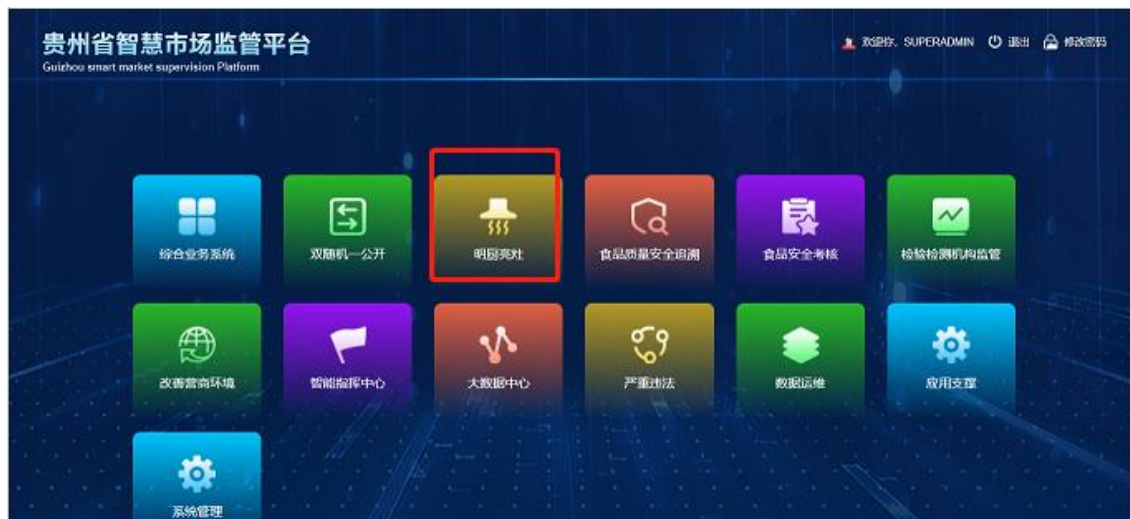 贵州省智慧市场监管平台
Guizhou smart market supervision Platform
欢迎你, SUPERADMIN 退出 修改密码
综合业务系统 双随机一公开 明厨亮灶 食品质量安全追溯 食品安全考核 检验检测机构监管
改善营商环境 智能指挥中心 大数据中心 严重违法 数据运维 应用支撑
系统管理